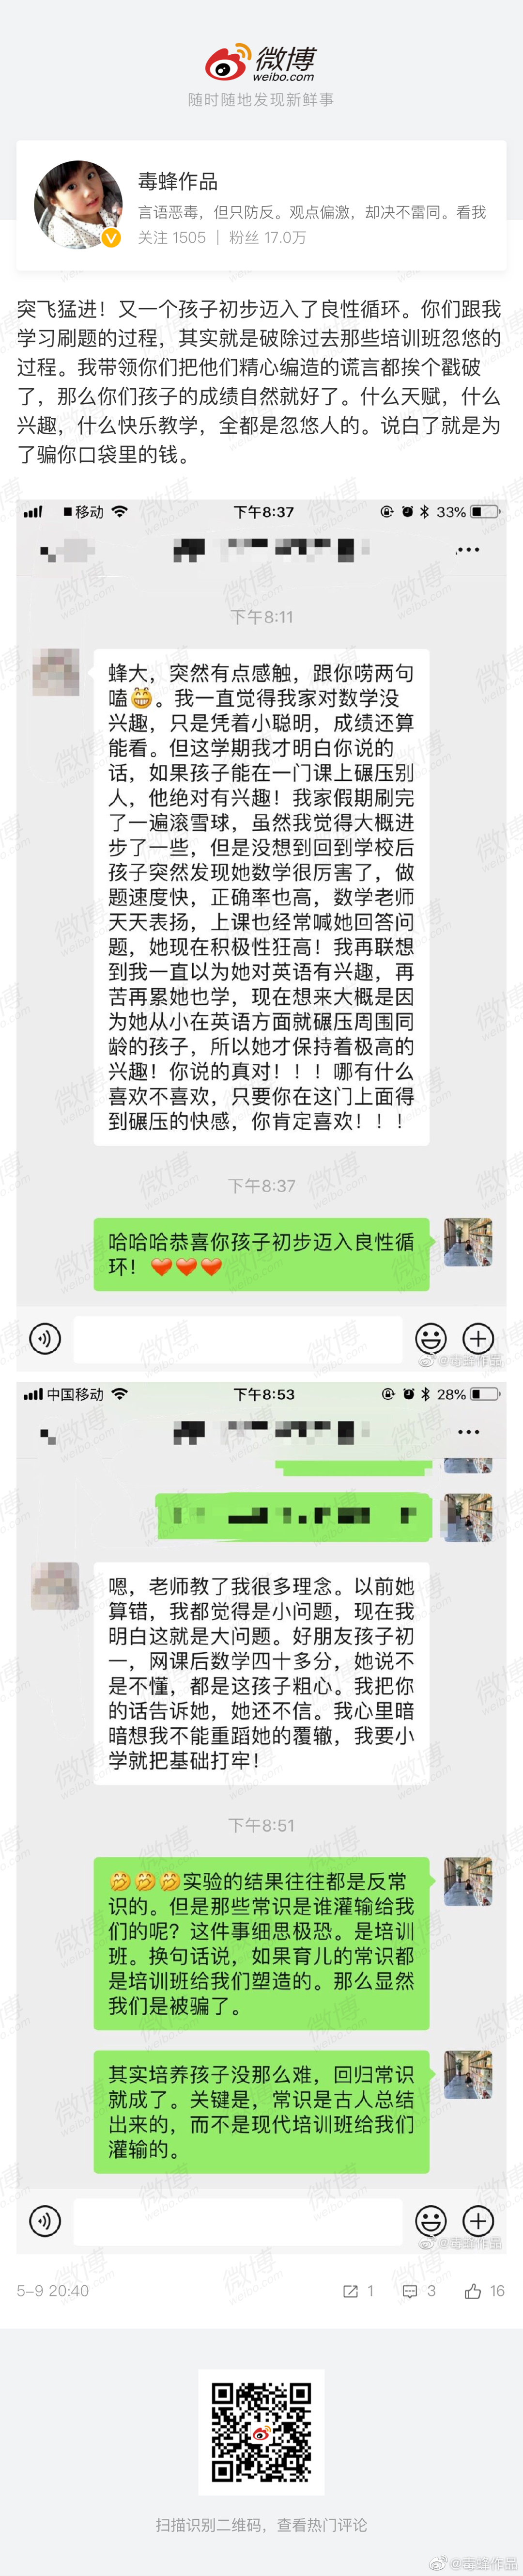 微博
weibo.com
随时随地发现新鲜事
毒蜂作品
言语恶毒，但只防反。观点偏激，却决不雷同。看我
关注 1505 | 粉丝 17.0万
突飞猛进！又一个孩子初步迈入了良性循环。你们跟我
学习刷题的过程，其实就是破除过去那些培训班忽悠的
过程。我带领你们把他们精心编造的谎言都挨个戳破
了，那么你们孩子的成绩自然就好了。什么天赋，什么
兴趣，什么快乐教学，全都是忽悠人的。说白了就是为
了骗你口袋里的钱。
移动 下午8:37 33%
下午8:11
蜂大，突然有点感触，跟你唠两句
嗑😁。我一直觉得我家对数学没
兴趣，只是凭着小聪明，成绩还算
能看。但这学期我才明白你说的
话，如果孩子能在一门课上碾压别
人，他绝对有兴趣！我家假期刷完
了一遍滚雪球，虽然我觉得大概进
步了一些，但是没想到回到学校后
孩子突然发现她数学很厉害了，做
题速度快，正确率也高，数学老师
天天表扬，上课也经常喊她回答问
题，她现在积极性狂高！我再联想
到我一直以为她对英语有兴趣，再
苦再累她也学，现在想来大概是因
为她从小在英语方面就碾压周围同
龄的孩子，所以她才保持着极高的
兴趣！你说的真对！！！哪有什么
喜欢不喜欢，只要你在这门上面得
到碾压的快感，你肯定喜欢！！！
下午8:37
哈哈哈恭喜你孩子初步迈入良性循
环！❤❤❤
@毒蜂作品
中国移动 下午8:53 28%
嗯，老师教了我很多理念。以前她
算错，我都觉得是小问题，现在我
明白这就是大问题。好朋友孩子初
一，网课后数学四十多分，她说不
是不懂，都是这孩子粗心。我把你
的话告诉她，她还不信。我心里暗
暗想我不能重蹈她的覆辙，我要小
学就把基础打牢！
下午8:51
🤭🤭🤭实验的结果往往都是反常
识的。但是那些常识是谁灌输给我
们的呢？这件事细思极恐。是培训
班。换句话说，如果育儿的常识都
是培训班给我们塑造的。那么显然
我们是被骗了。
其实培养孩子没那么难，回归常识
就成了。关键是，常识是古人总结
出来的，而不是现代培训班给我们
灌输的。
@毒蜂作品
5-9 20:40 1 3 16
扫描识别二维码，查看热门评论
@毒蜂作品